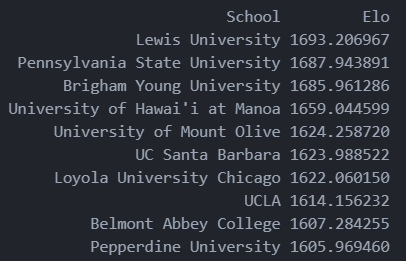 School Elo
Lewis University 1693.206967
Pennsylvania State University 1687.943891
Brigham Young University 1685.961286
University of Hawai'i at Manoa 1659.044599
University of Mount Olive 1624.258720
UC Santa Barbara 1623.988522
Loyola University Chicago 1622.060150
UCLA 1614.156232
Belmont Abbey College 1607.284255
Pepperdine University 1605.969460